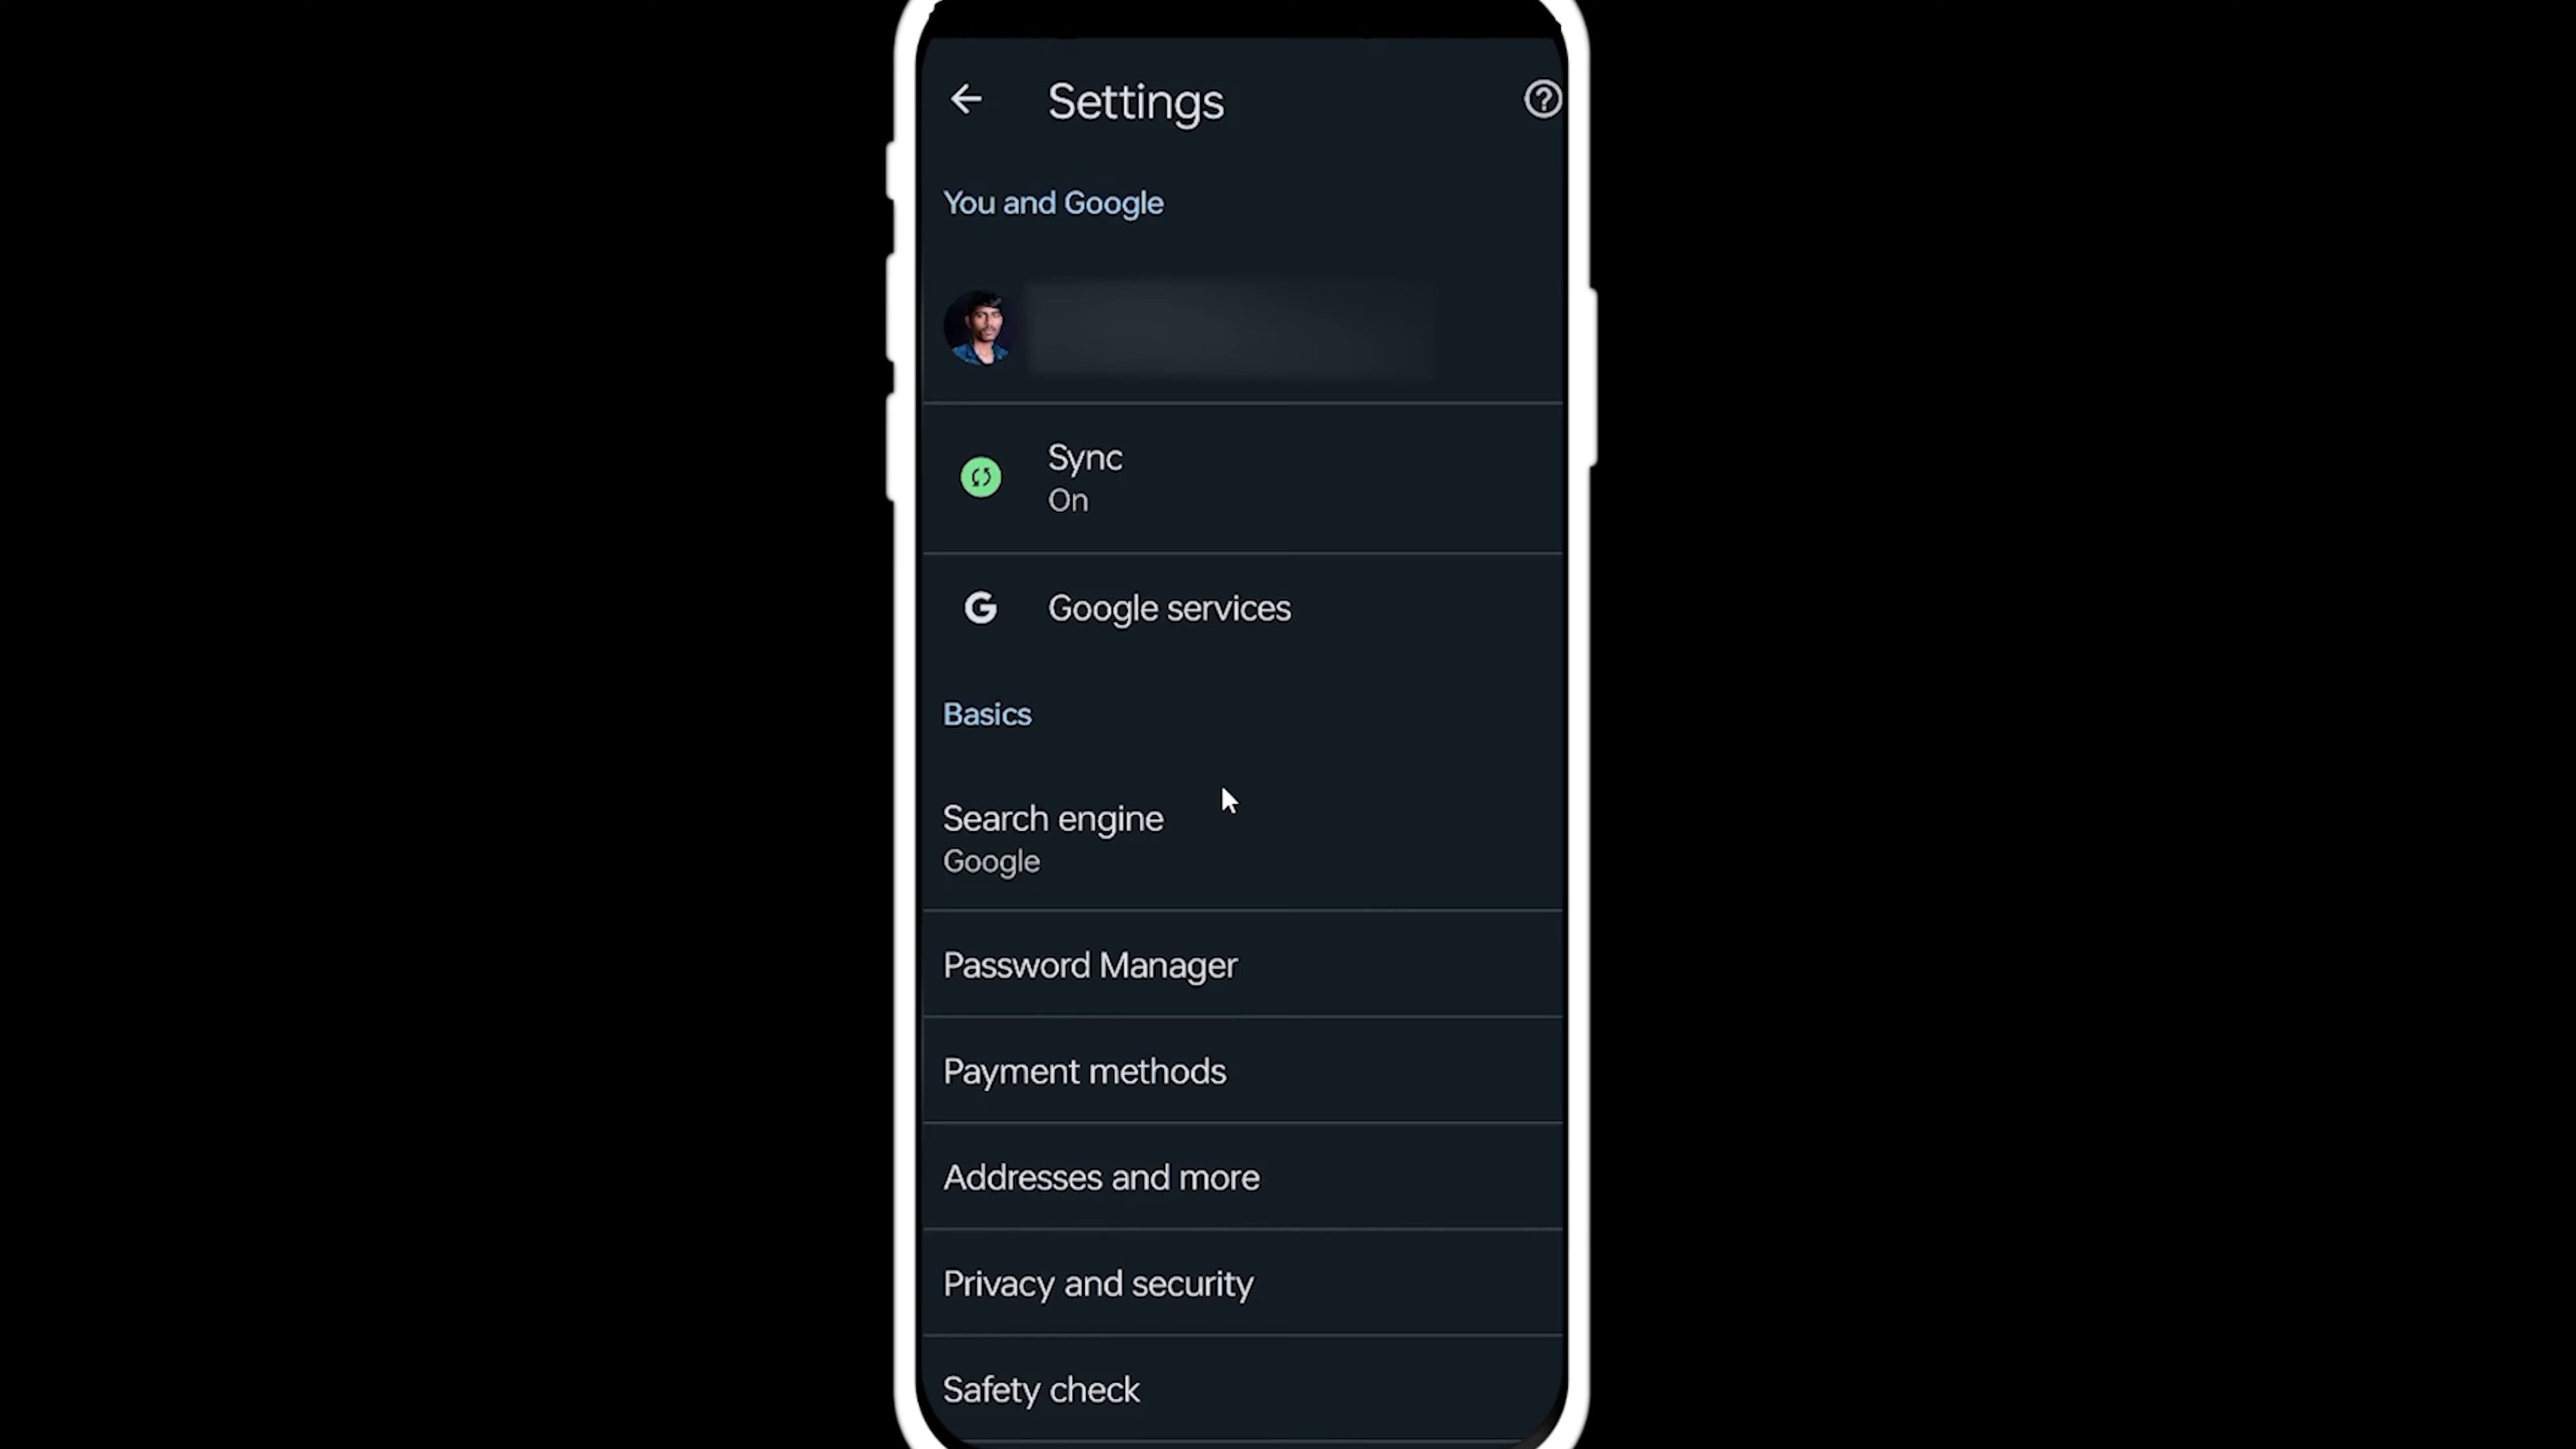 Settings
You and Google
Sync
On
Google services
Basics
Search engine
Google
Password Manager
Payment methods
Addresses and more
Privacy and security
Safety check